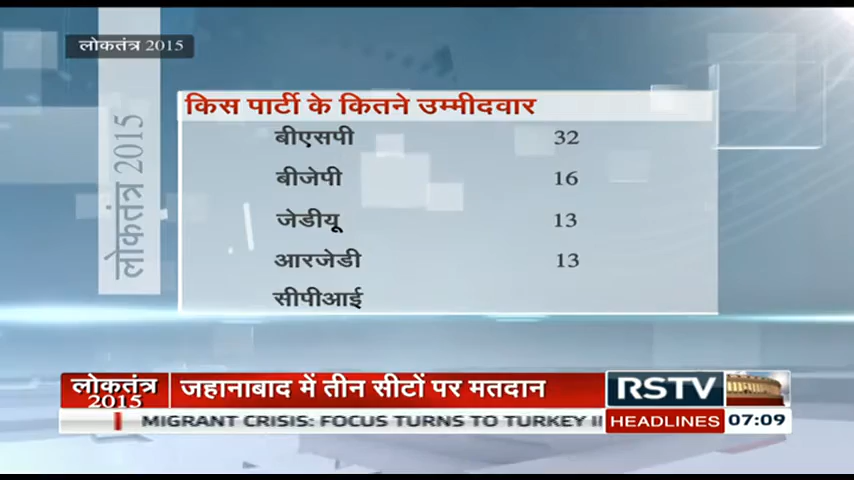 लोकतंत्र 2015
लोकतंत्र 2015
किस पार्टी के कितने उम्मीदवार
बीएसपी 32
बीजेपी 16
जेडीयू 13
आरजेडी 13
सीपीआई
लोकतंत्र 2015
जहानाबाद में तीन सीटों पर मतदान
RSTV
MIGRANT CRISIS: FOCUS TURNS TO TURKEY
HEADLINES
07:09